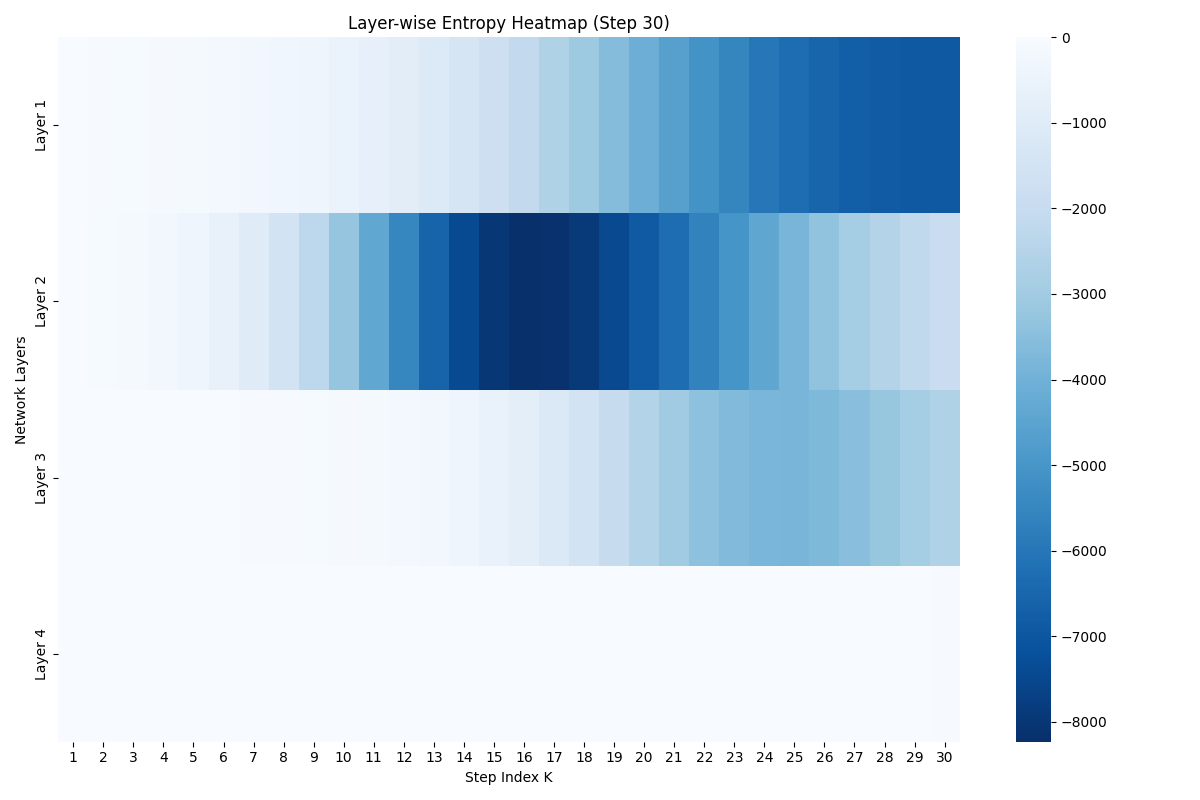 Layer-wise Entropy Heatmap (Step 30)
Network Layers
Layer 1
Layer 2
Layer 3
Layer 4
1 2 3 4 5 6 7 8 9 10 11 12 13 14 15 16 17 18 19 20 21 22 23 24 25 26 27 28 29 30
Step Index K
0
−1000
−2000
−3000
−4000
−5000
−6000
−7000
−8000